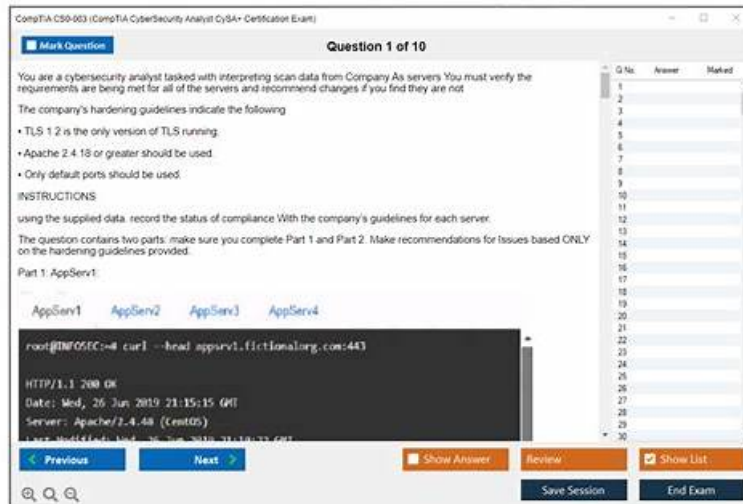 CompTIA CS0-003 (CompTIA CyberSecurity Analyst CySA+ Certification Exam)
Mark Question
Question 1 of 10
You are a cybersecurity analyst tasked with interpreting scan data from Company As servers You must verify the
requirements are being met for all of the servers and recommend changes if you find they are not
The company's hardening guidelines indicate the following
• TLS 1 2 is the only version of TLS running.
• Apache 2.4.18 or greater should be used.
• Only default ports should be used.
INSTRUCTIONS
using the supplied data. record the status of compliance With the company's guidelines for each server.
The question contains two parts: make sure you complete Part 1 and Part 2. Make recommendations for Issues based ONLY
on the hardening guidelines provided.
Part 1: AppServ1:
AppServ1 AppServ2 AppServ3 AppServ4
root@INFOSEC:~# curl --head appsrv1.fictionalorg.com:443
HTTP/1.1 200 OK
Date: Wed, 26 Jun 2019 21:15:15 GMT
Server: Apache/2.4.48 (CentOS)
Last-Modified: Wed, 26 Jun 2019 21:10:22 GMT
Q No. Answer Marked
1
2
3
4
5
6
7
8
9
10
11
12
13
14
15
16
17
18
19
20
21
22
23
24
25
26
27
28
29
30
Previous Next Show Answer Review Show List
Save Session End Exam